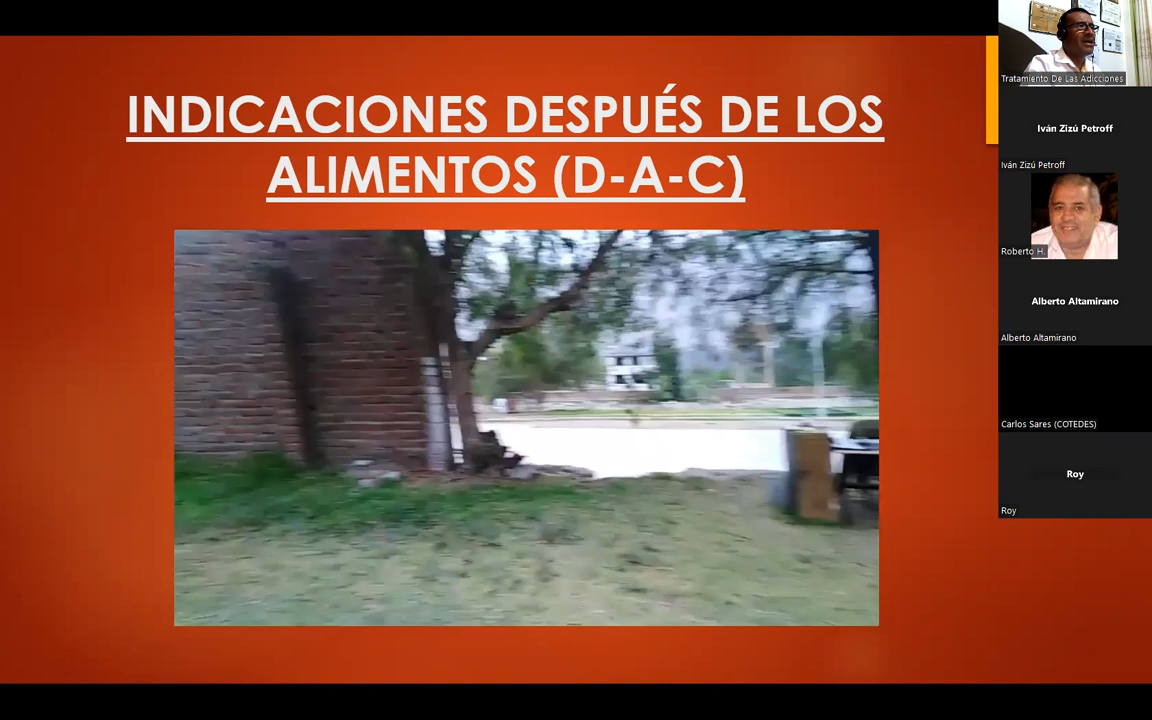 INDICACIONES DESPUÉS DE LOS
ALIMENTOS (D-A-C)
Tratamiento De Las Adicciones
Iván Zizú Petroff
Iván Zizú Petroff
Roberto H.
Alberto Altamirano
Alberto Altamirano
Carlos Sares (COTEDES)
Roy
Roy